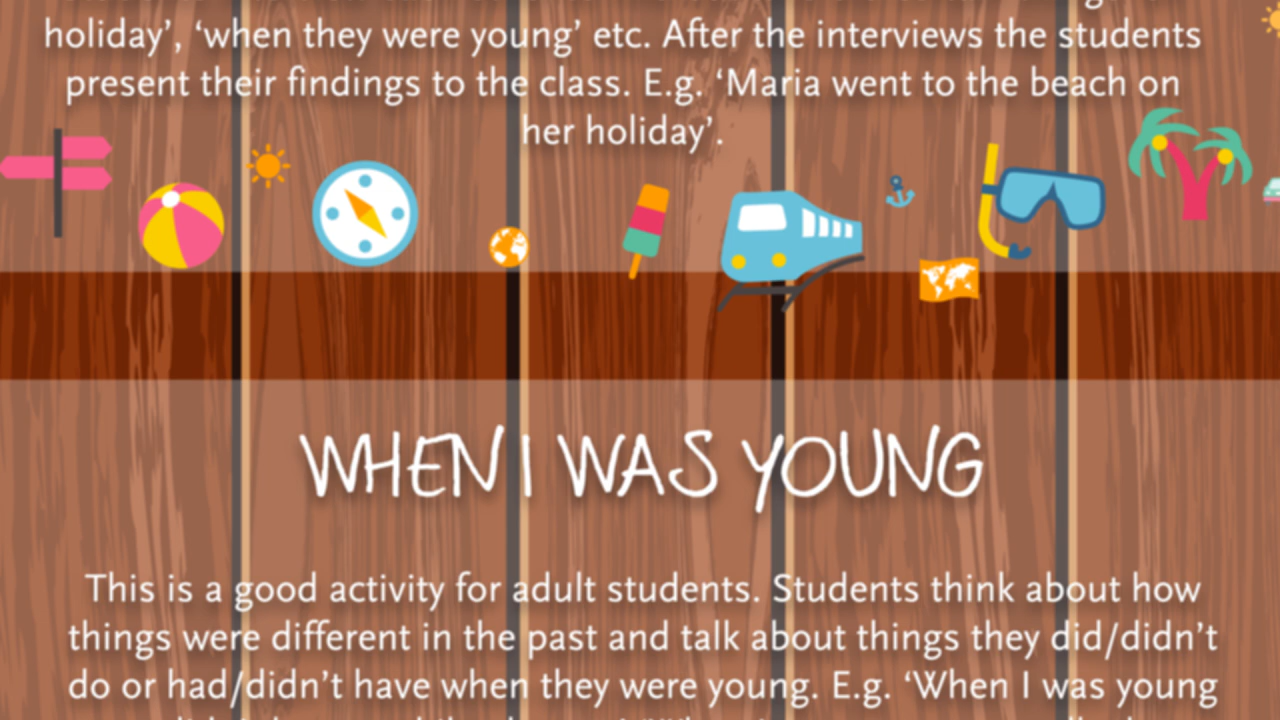 holiday’, ‘when they were young’ etc. After the interviews the students
present their findings to the class. E.g. ‘Maria went to the beach on
her holiday’.
WHEN I WAS YOUNG
This is a good activity for adult students. Students think about how
things were different in the past and talk about things they did/didn’t
do or had/didn’t have when they were young. E.g. ‘When I was young